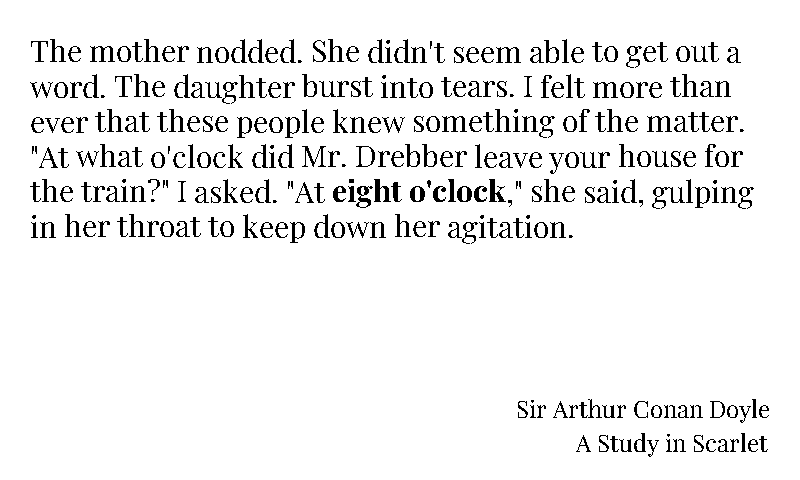 The mother nodded. She didn't seem able to get out a
word. The daughter burst into tears. I felt more than
ever that these people knew something of the matter.
"At what o'clock did Mr. Drebber leave your house for
the train?" I asked. "At eight o'clock," she said, gulping
in her throat to keep down her agitation.
Sir Arthur Conan Doyle
A Study in Scarlet